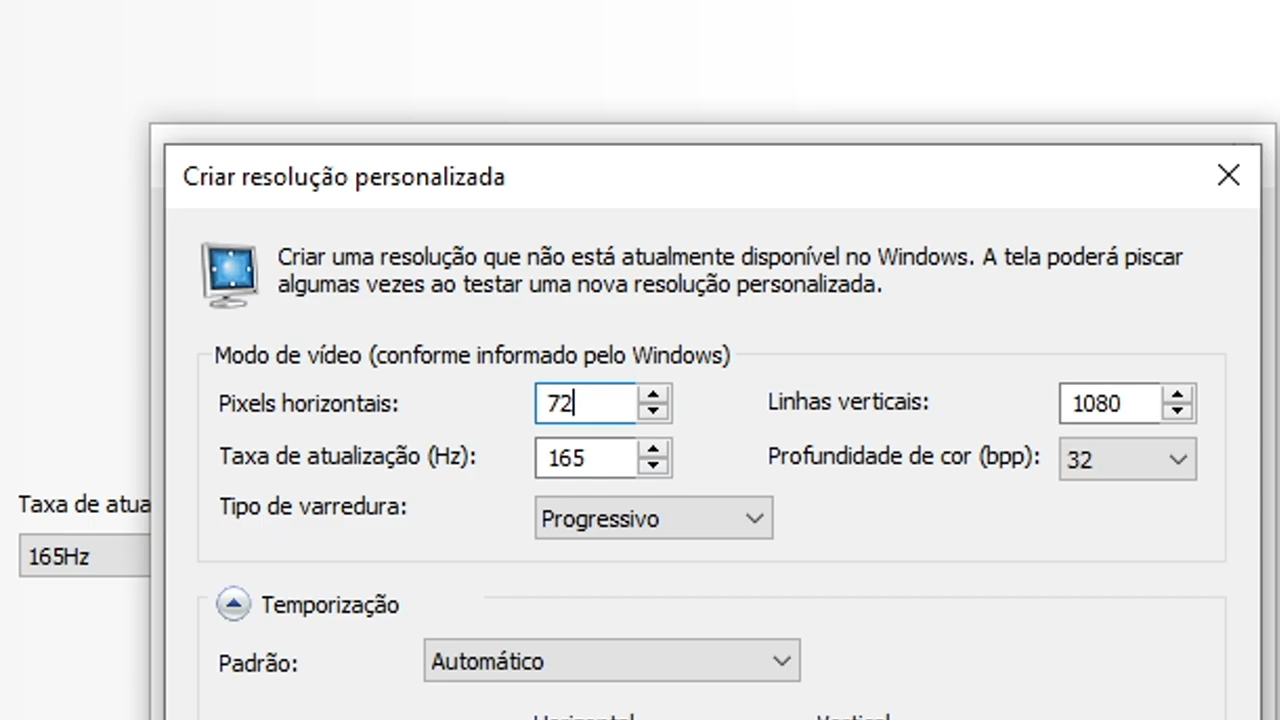 Criar resolução personalizada
Criar uma resolução que não está atualmente disponível no Windows. A tela poderá piscar
algumas vezes ao testar uma nova resolução personalizada.
Modo de vídeo (conforme informado pelo Windows)
Pixels horizontais: 72 Linhas verticais: 1080
Taxa de atualização (Hz): 165 Profundidade de cor (bpp): 32
Tipo de varredura: Progressivo
Taxa de atua
165Hz
Temporização
Padrão: Automático
Horizontal Vertical